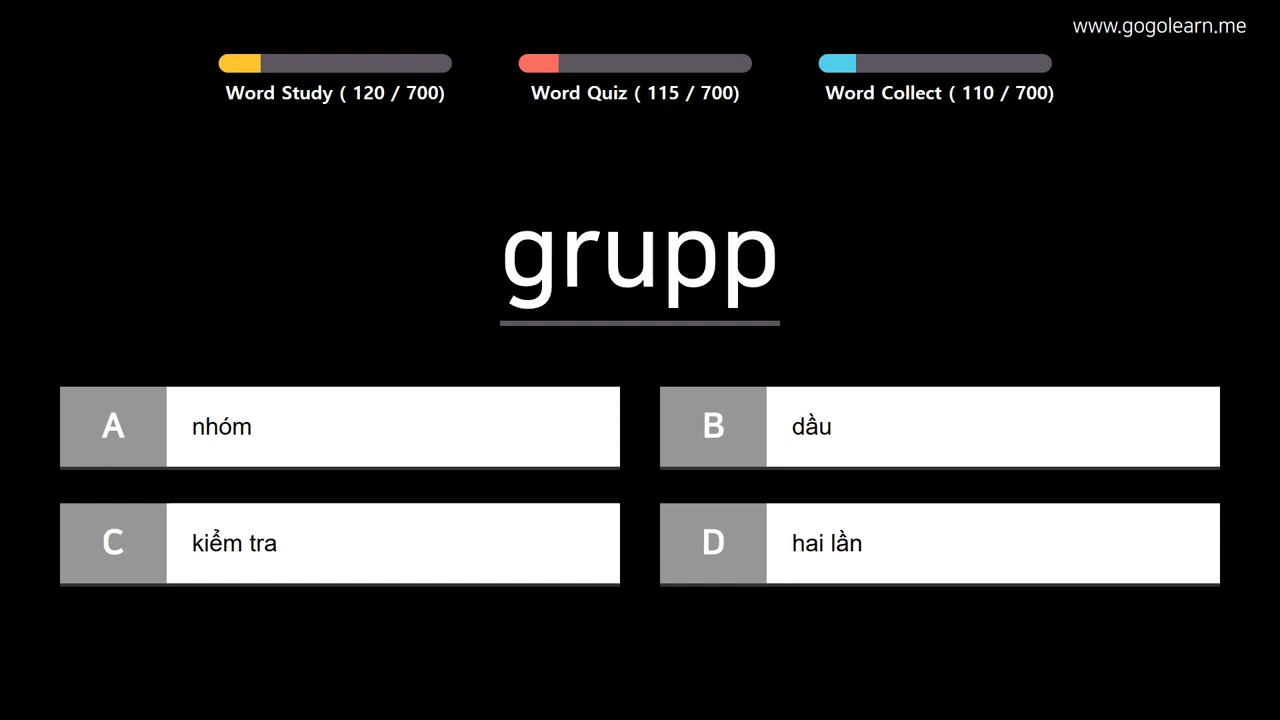 www.gogolearn.me
Word Study ( 120 / 700)
Word Quiz ( 115 / 700)
Word Collect ( 110 / 700)
grupp
A nhóm
B dầu
C kiểm tra
D hai lần